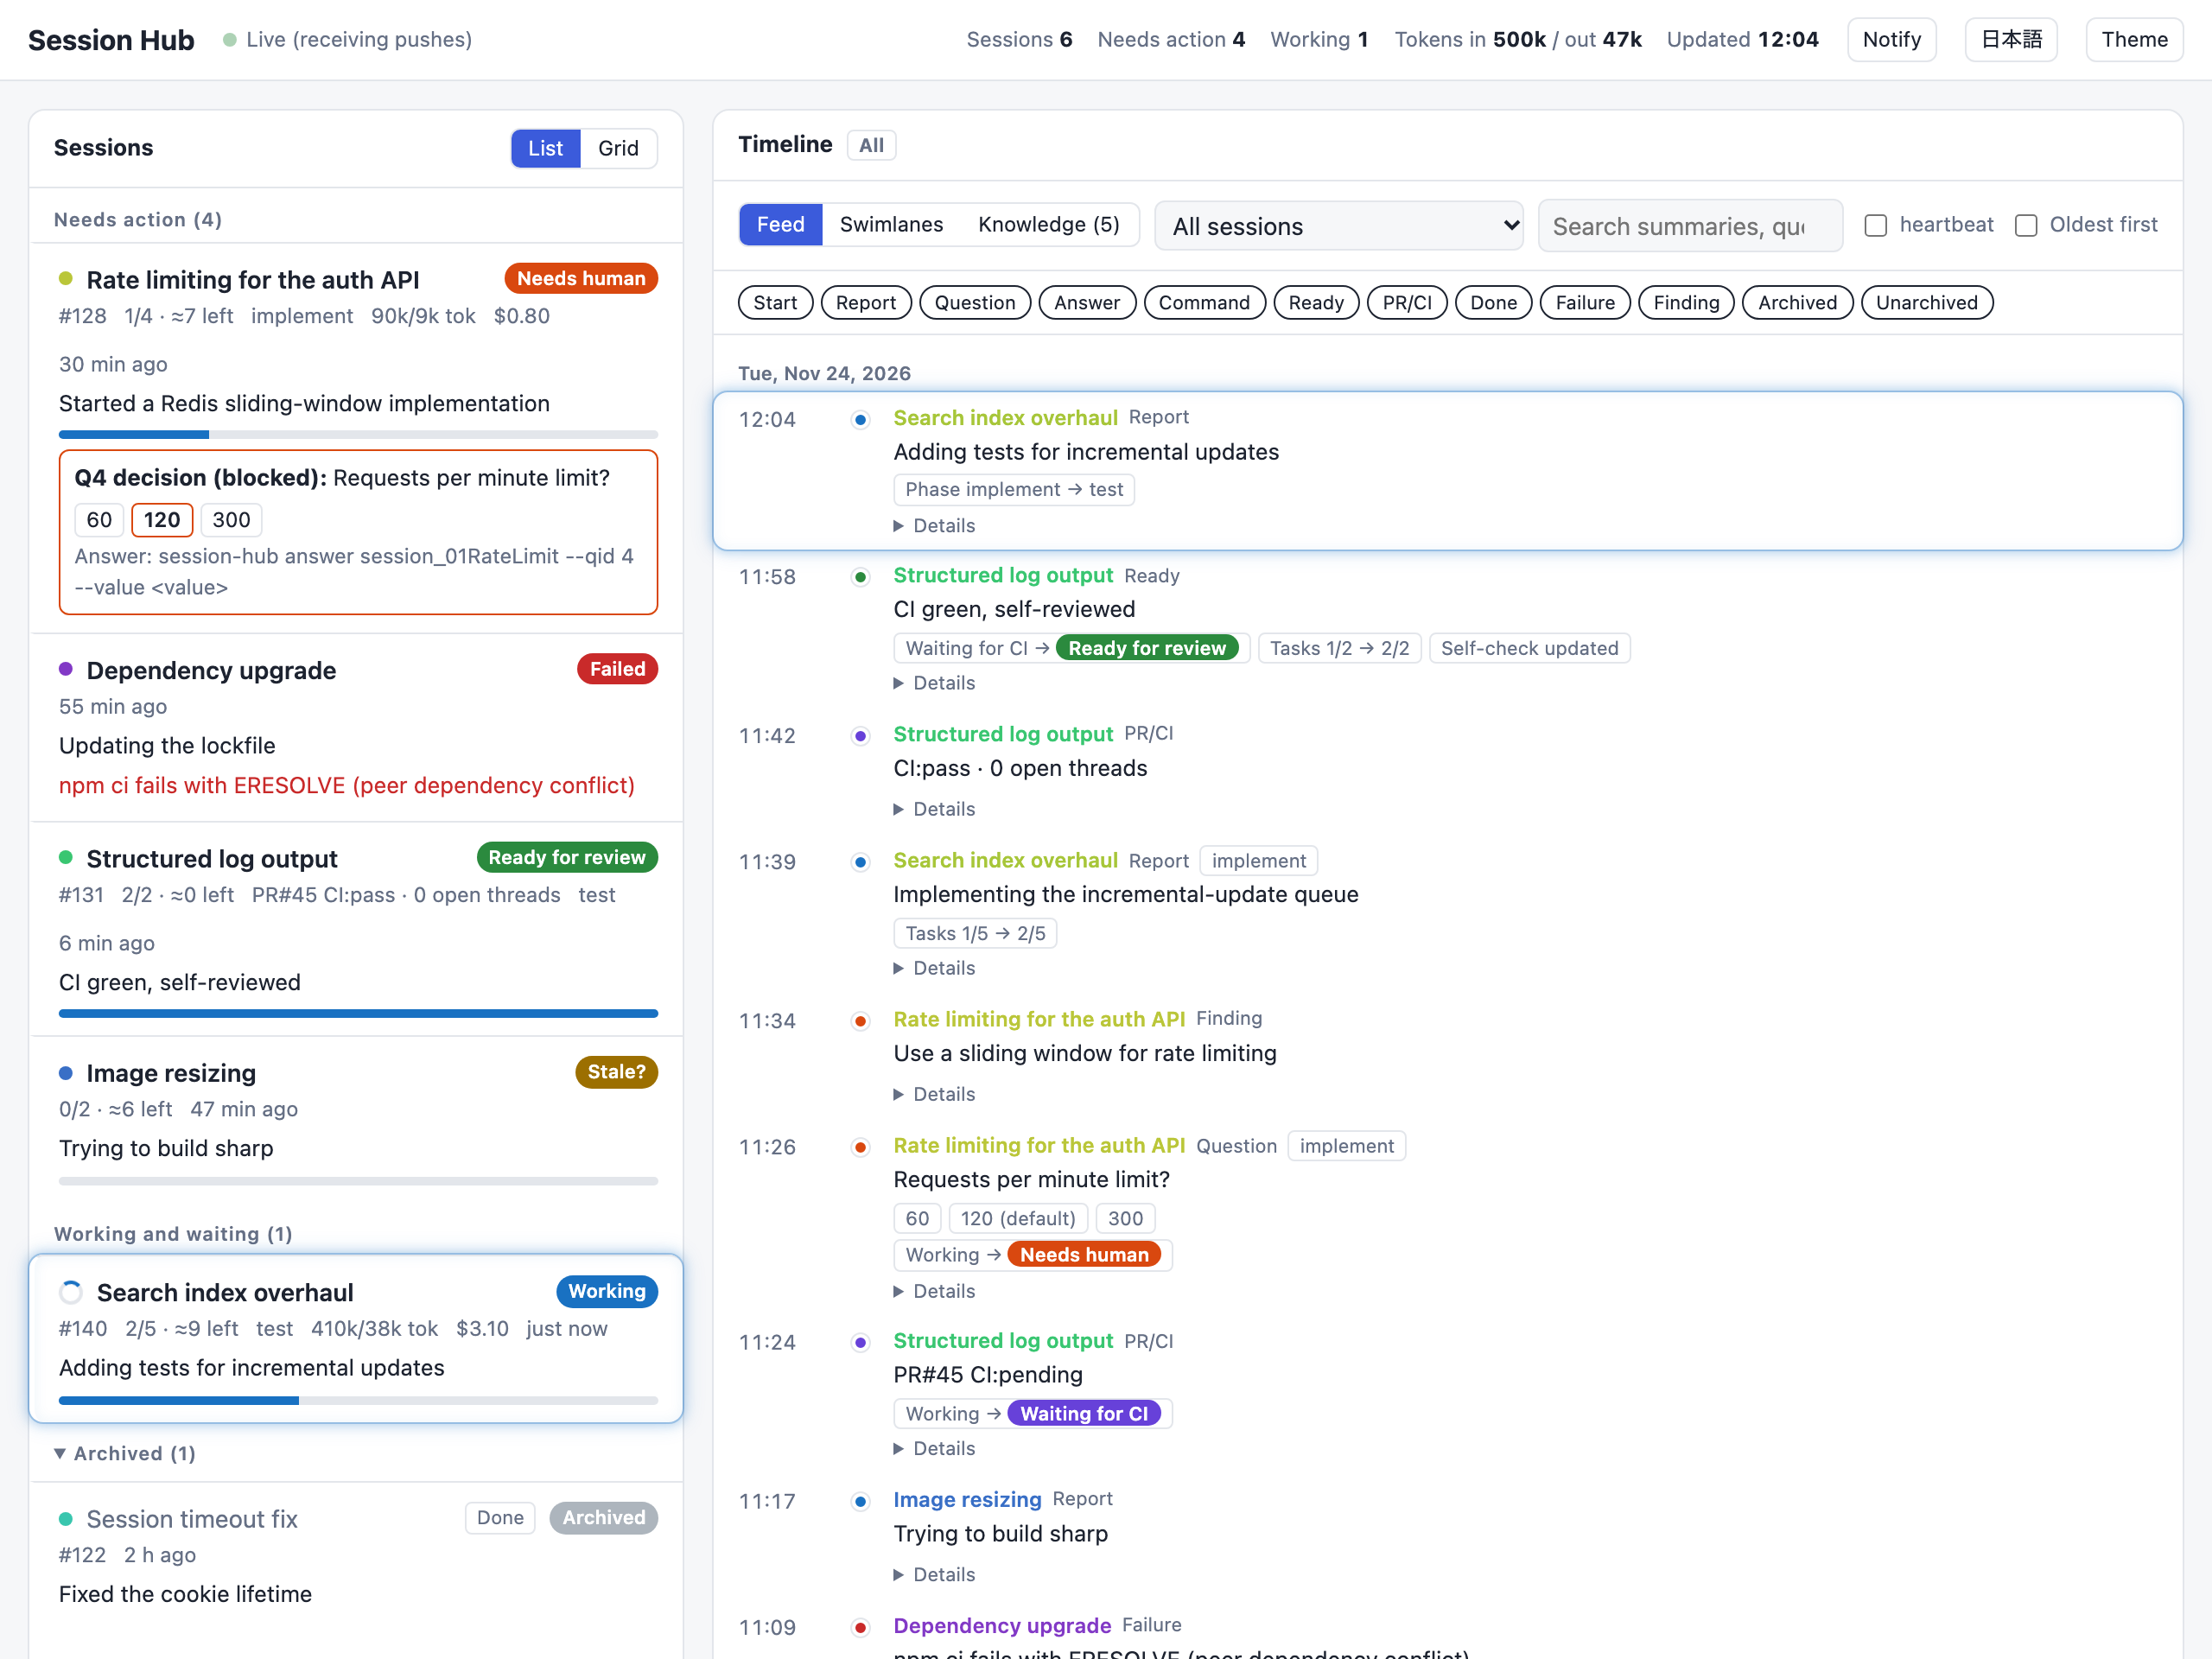 Session Hub
Live (receiving pushes)
Sessions 6 Needs action 4 Working 1 Tokens in 500k / out 47k Updated 12:04
Notify
日本語
Theme
Sessions
List Grid
Needs action (4)
Rate limiting for the auth API
Needs human
#128 1/4 · ≈7 left implement 90k/9k tok $0.80
30 min ago
Started a Redis sliding-window implementation
Q4 decision (blocked): Requests per minute limit?
60 120 300
Answer: session-hub answer session_01RateLimit --qid 4
--value <value>
Dependency upgrade
Failed
55 min ago
Updating the lockfile
npm ci fails with ERESOLVE (peer dependency conflict)
Structured log output
Ready for review
#131 2/2 · ≈0 left PR#45 CI:pass · 0 open threads test
6 min ago
CI green, self-reviewed
Image resizing
Stale?
0/2 · ≈6 left 47 min ago
Trying to build sharp
Working and waiting (1)
Search index overhaul
Working
#140 2/5 · ≈9 left test 410k/38k tok $3.10 just now
Adding tests for incremental updates
▼ Archived (1)
Session timeout fix
Done
Archived
#122 2 h ago
Fixed the cookie lifetime
Timeline All
Feed Swimlanes Knowledge (5)
All sessions
Search summaries, que
heartbeat
Oldest first
Start Report Question Answer Command Ready PR/CI Done Failure Finding Archived Unarchived
Tue, Nov 24, 2026
12:04 Search index overhaul Report
Adding tests for incremental updates
Phase implement → test
▶ Details
11:58 Structured log output Ready
CI green, self-reviewed
Waiting for CI → Ready for review Tasks 1/2 → 2/2 Self-check updated
▶ Details
11:42 Structured log output PR/CI
CI:pass · 0 open threads
▶ Details
11:39 Search index overhaul Report implement
Implementing the incremental-update queue
Tasks 1/5 → 2/5
▶ Details
11:34 Rate limiting for the auth API Finding
Use a sliding window for rate limiting
▶ Details
11:26 Rate limiting for the auth API Question implement
Requests per minute limit?
60 120 (default) 300
Working → Needs human
▶ Details
11:24 Structured log output PR/CI
PR#45 CI:pending
Working → Waiting for CI
▶ Details
11:17 Image resizing Report
Trying to build sharp
▶ Details
11:09 Dependency upgrade Failure
npm ci fails with ERESOLVE (peer dependency conflict)